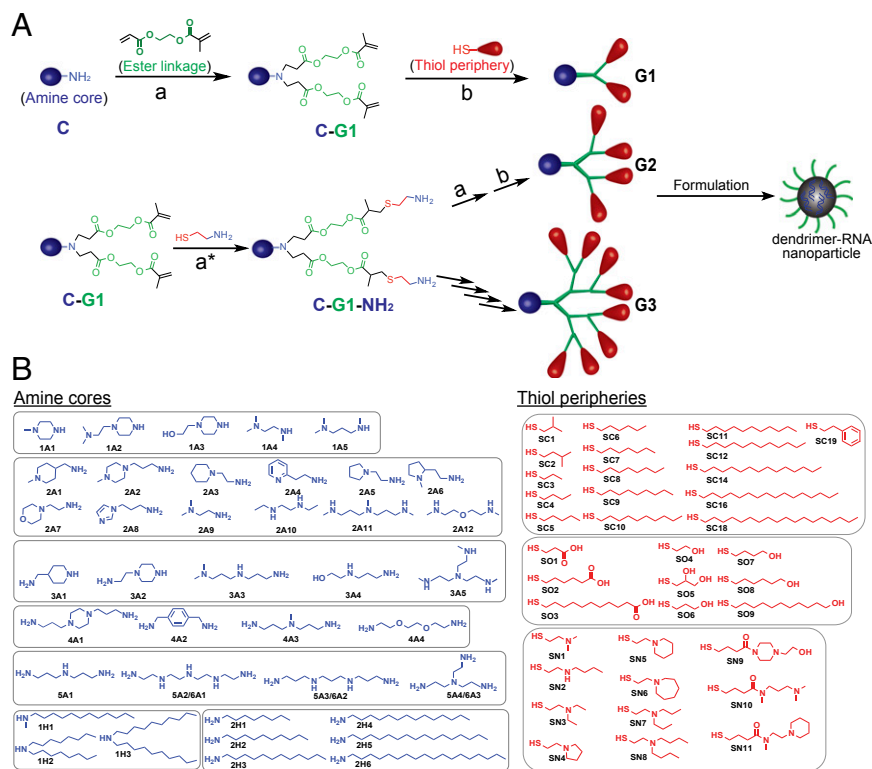 A
HS
NH₂
(Amine core)
C
(Ester linkage)
a
C-G1
(Thiol periphery)
b
G1
G2
Formulation
dendrimer-RNA
nanoparticle
C-G1
HS NH₂
a*
C-G1-NH₂
a b
G3
B
Amine cores
1A1 1A2 1A3 1A4 1A5
2A1 2A2 2A3 2A4 2A5 2A6
2A7 2A8 2A9 2A10 2A11 2A12
3A1 3A2 3A3 3A4 3A5
4A1 4A2 4A3 4A4
5A1 5A2/6A1 5A3/6A2 5A4/6A3
1H1
1H2 1H3
2H1 2H4
2H2 2H5
2H3 2H6
Thiol peripheries
SC1 SC6 SC11 SC19
SC2 SC7 SC12
SC3 SC8 SC14
SC4 SC9 SC16
SC5 SC10 SC18
SO1 SO4 SO7
SO2 SO5 SO8
SO3 SO6 SO9
SN1 SN5 SN9
SN2 SN6 SN10
SN3 SN7 SN11
SN4 SN8